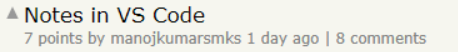 Notes in VS Code
7 points by manojkumarsmks 1 day ago | 8 comments